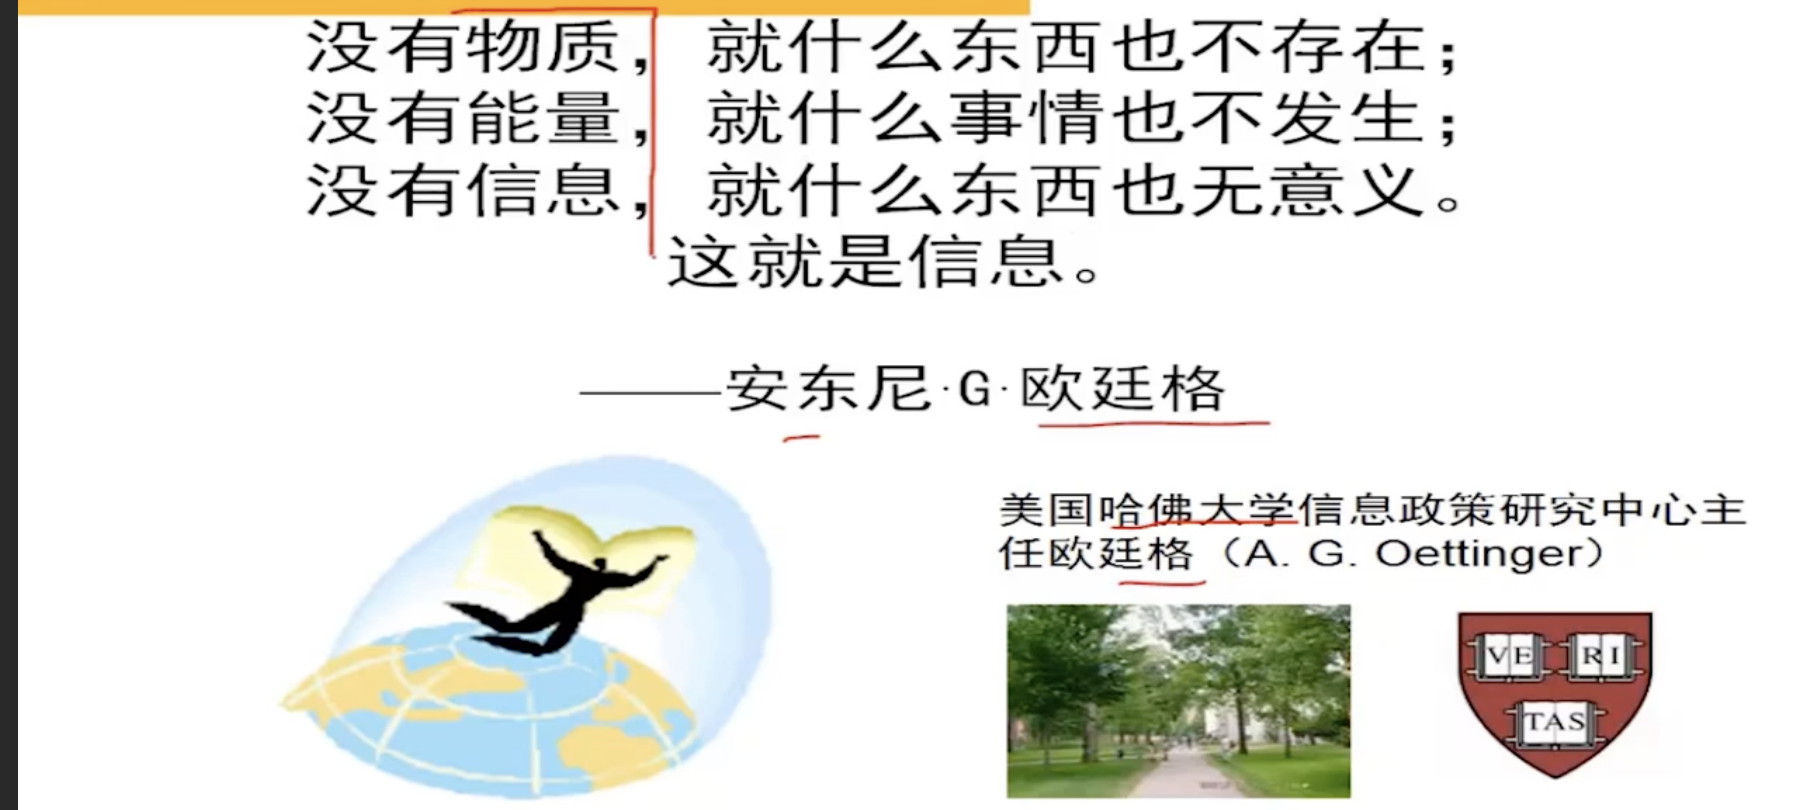 没有物质，就什么东西也不存在；
没有能量，就什么事情也不发生；
没有信息，就什么东西也无意义。
这就是信息。
——安东尼·G·欧廷格
美国哈佛大学信息政策研究中心主
任欧廷格（A. G. Oettinger）
VE RI
TAS